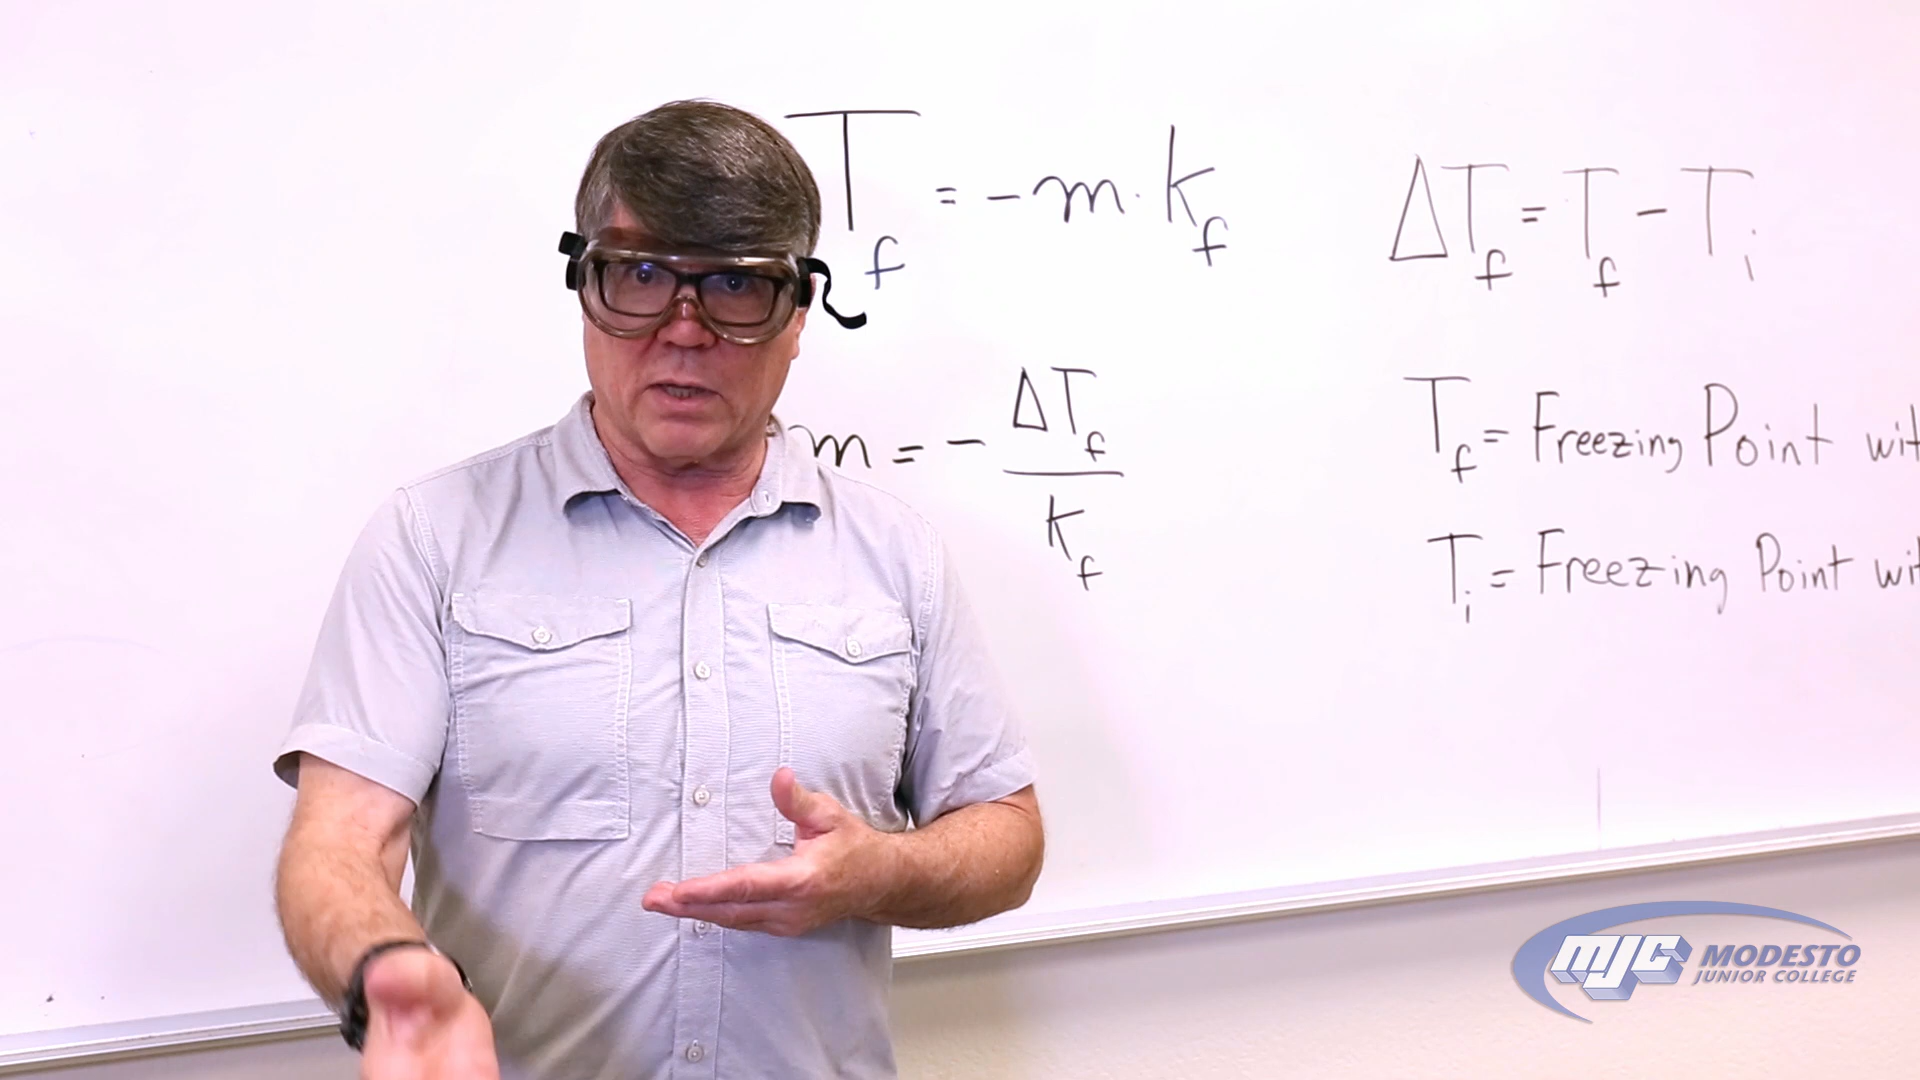 T_f = -m · k_f
ΔT_f = T_f - T_i
m = - ΔT_f
k_f
T_f = Freezing Point
T_i = Freezing Point
MJC MODESTO
JUNIOR COLLEGE